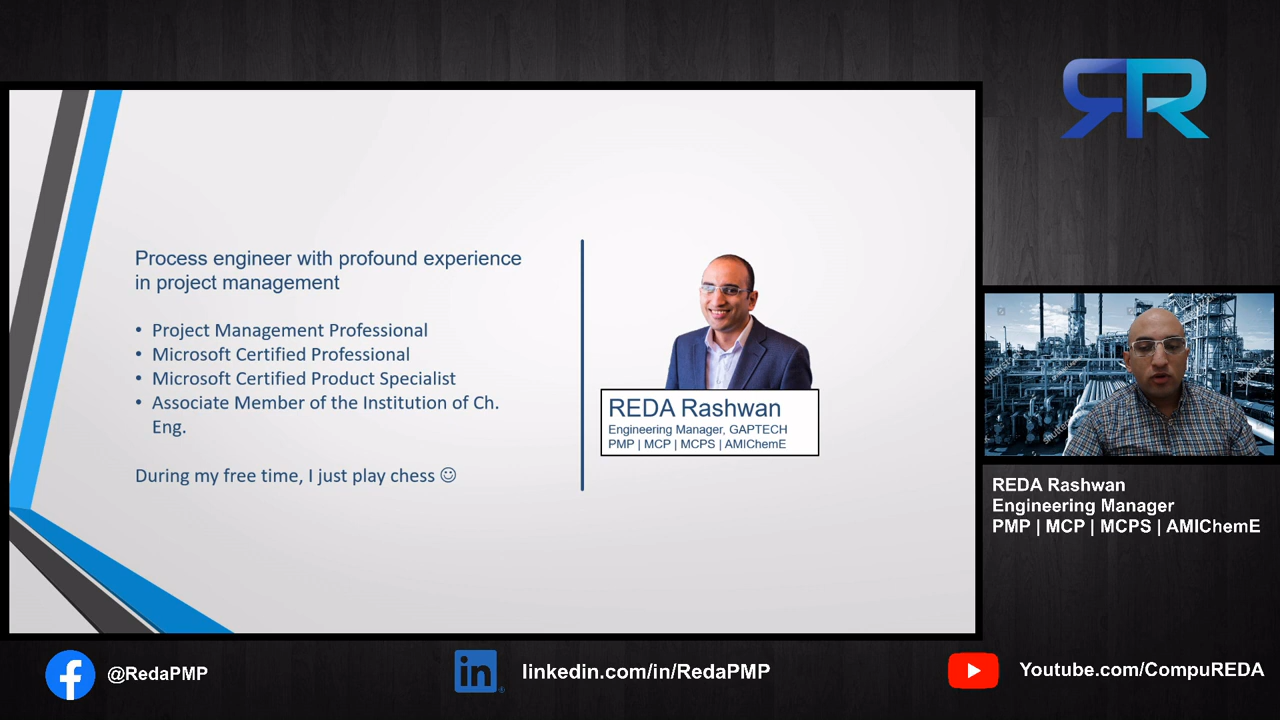 RR
Process engineer with profound experience
in project management
• Project Management Professional
• Microsoft Certified Professional
• Microsoft Certified Product Specialist
• Associate Member of the Institution of Ch.
Eng.
During my free time, I just play chess ☺
REDA Rashwan
Engineering Manager, GAPTECH
PMP | MCP | MCPS | AMIChemE
REDA Rashwan
Engineering Manager
PMP | MCP | MCPS | AMIChemE
@RedaPMP
in
linkedin.com/in/RedaPMP
Youtube.com/CompuREDA